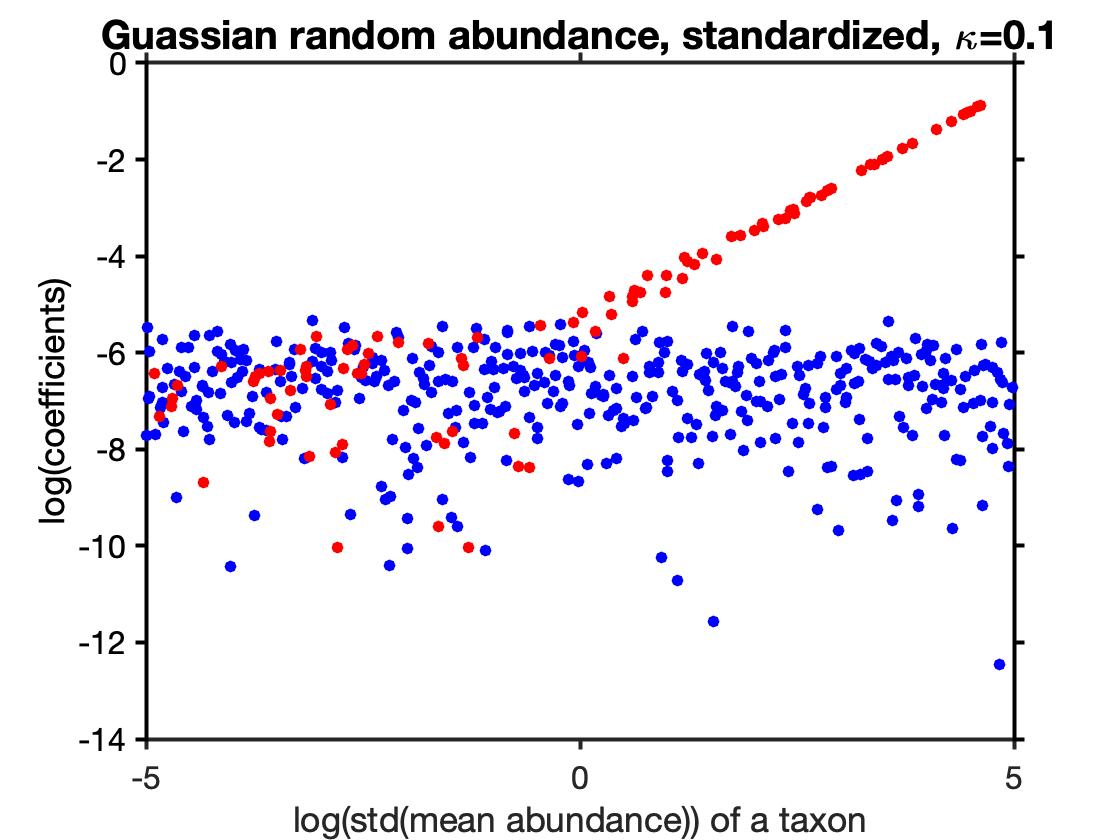 Guassian random abundance, standardized, κ=0.1
0
-2
-4
-6
-8
-10
-12
-14
log(coefficients)
-5 0 5
log(std(mean abundance)) of a taxon